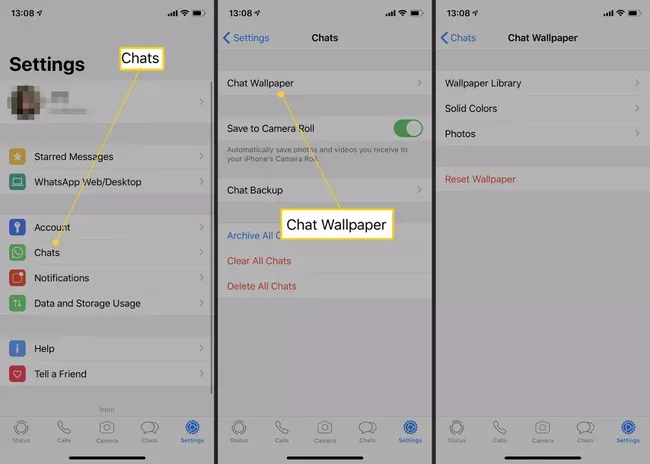 13:08
Settings
Chats
Starred Messages
WhatsApp Web/Desktop
Account
Chats
Notifications
Data and Storage Usage
Help
Tell a Friend
from
Status Calls Camera Chats Settings
13:08
Settings Chats
Chat Wallpaper
Save to Camera Roll
Automatically save photos and videos you receive to
your iPhone's Camera Roll.
Chat Backup
Chat Wallpaper
Archive All
Clear All Chats
Delete All Chats
Status Calls Camera Chats Settings
13:08
Chats Chat Wallpaper
Wallpaper Library
Solid Colors
Photos
Reset Wallpaper
Status Calls Camera Chats Settings